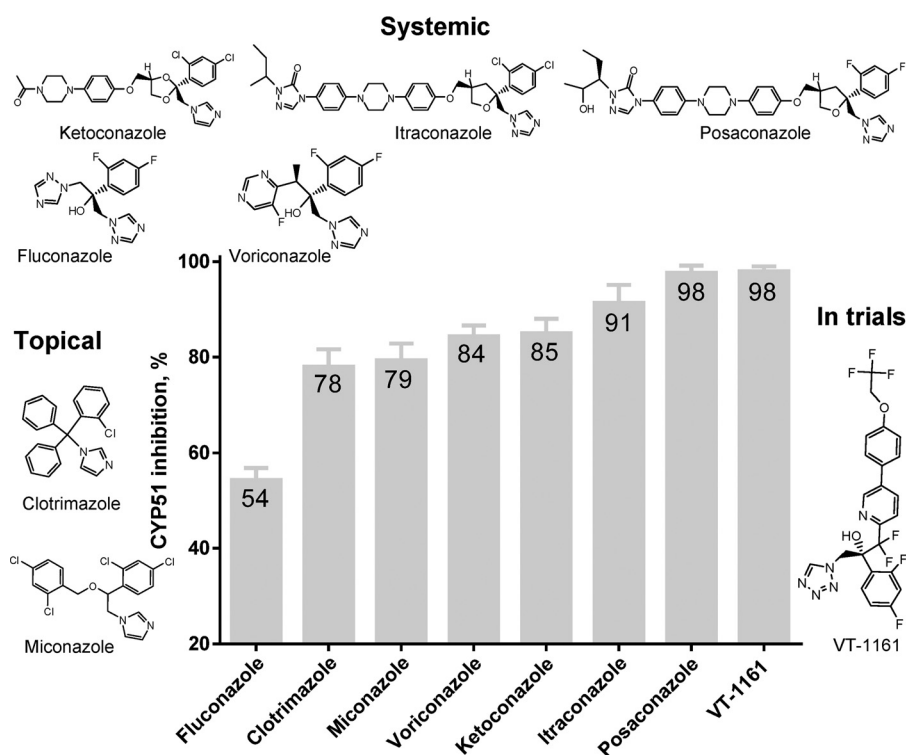 Systemic
Ketoconazole
Itraconazole
Posaconazole
Fluconazole
Voriconazole
Topical
Clotrimazole
Miconazole
In trials
VT-1161
CYP51 inhibition, %
100
80
60
40
20
54
78
79
84
85
91
98
98
Fluconazole
Clotrimazole
Miconazole
Voriconazole
Ketoconazole
Itraconazole
Posaconazole
VT-1161